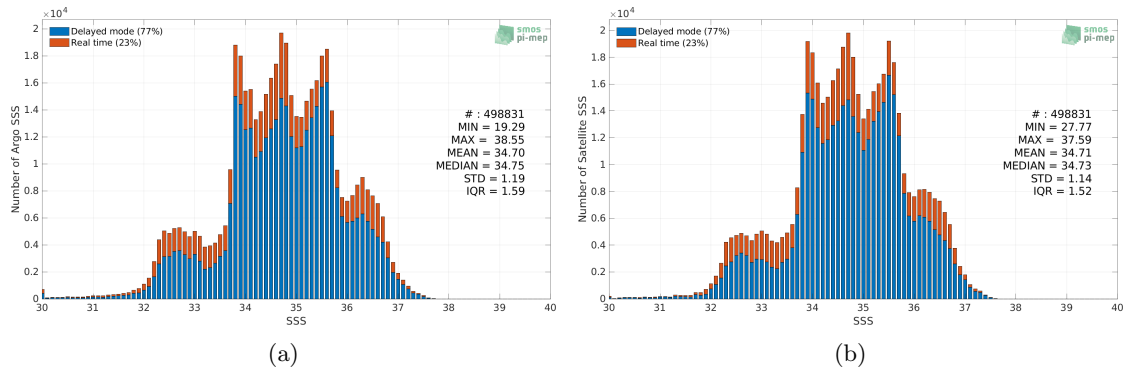 ×10^4
Delayed mode (77%)
Real time (23%)
smos
pi-mep
# : 498831
MIN = 19.29
MAX = 38.55
MEAN = 34.70
MEDIAN = 34.75
STD = 1.19
IQR = 1.59
Number of Argo SSS
2
1.8
1.6
1.4
1.2
1
0.8
0.6
0.4
0.2
0
30 31 32 33 34 35 36 37 38 39 40
SSS
(a)
×10^4
Delayed mode (77%)
Real time (23%)
smos
pi-mep
# : 498831
MIN = 27.77
MAX = 37.59
MEAN = 34.71
MEDIAN = 34.73
STD = 1.14
IQR = 1.52
Number of Satellite SSS
2
1.8
1.6
1.4
1.2
1
0.8
0.6
0.4
0.2
0
30 31 32 33 34 35 36 37 38 39 40
SSS
(b)